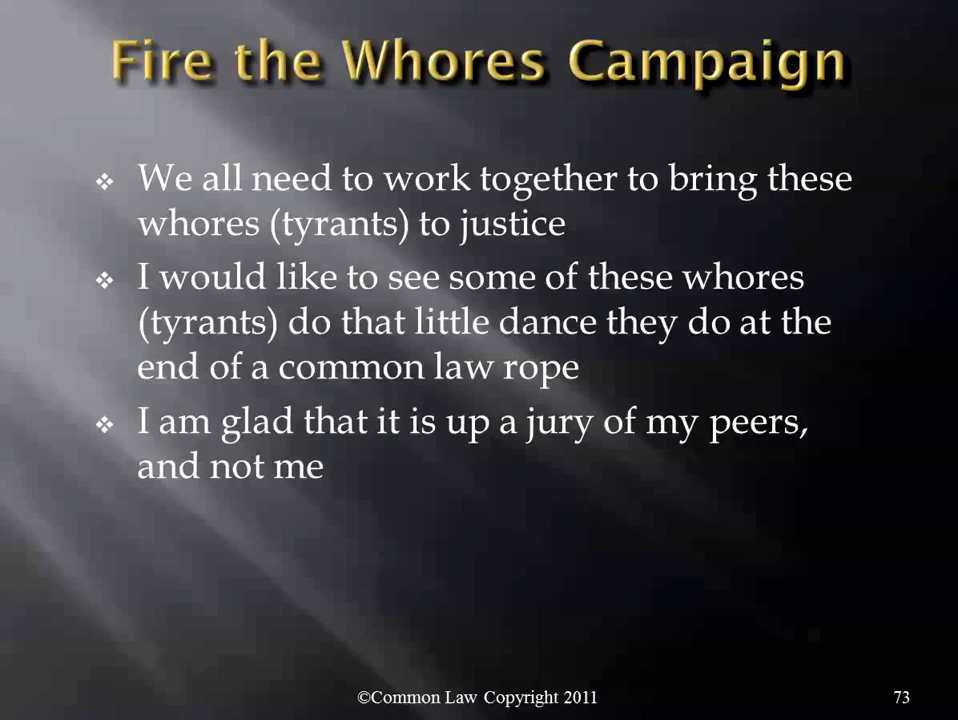 Fire the Whores Campaign
❖ We all need to work together to bring these
whores (tyrants) to justice
❖ I would like to see some of these whores
(tyrants) do that little dance they do at the
end of a common law rope
❖ I am glad that it is up a jury of my peers,
and not me
©Common Law Copyright 2011
73